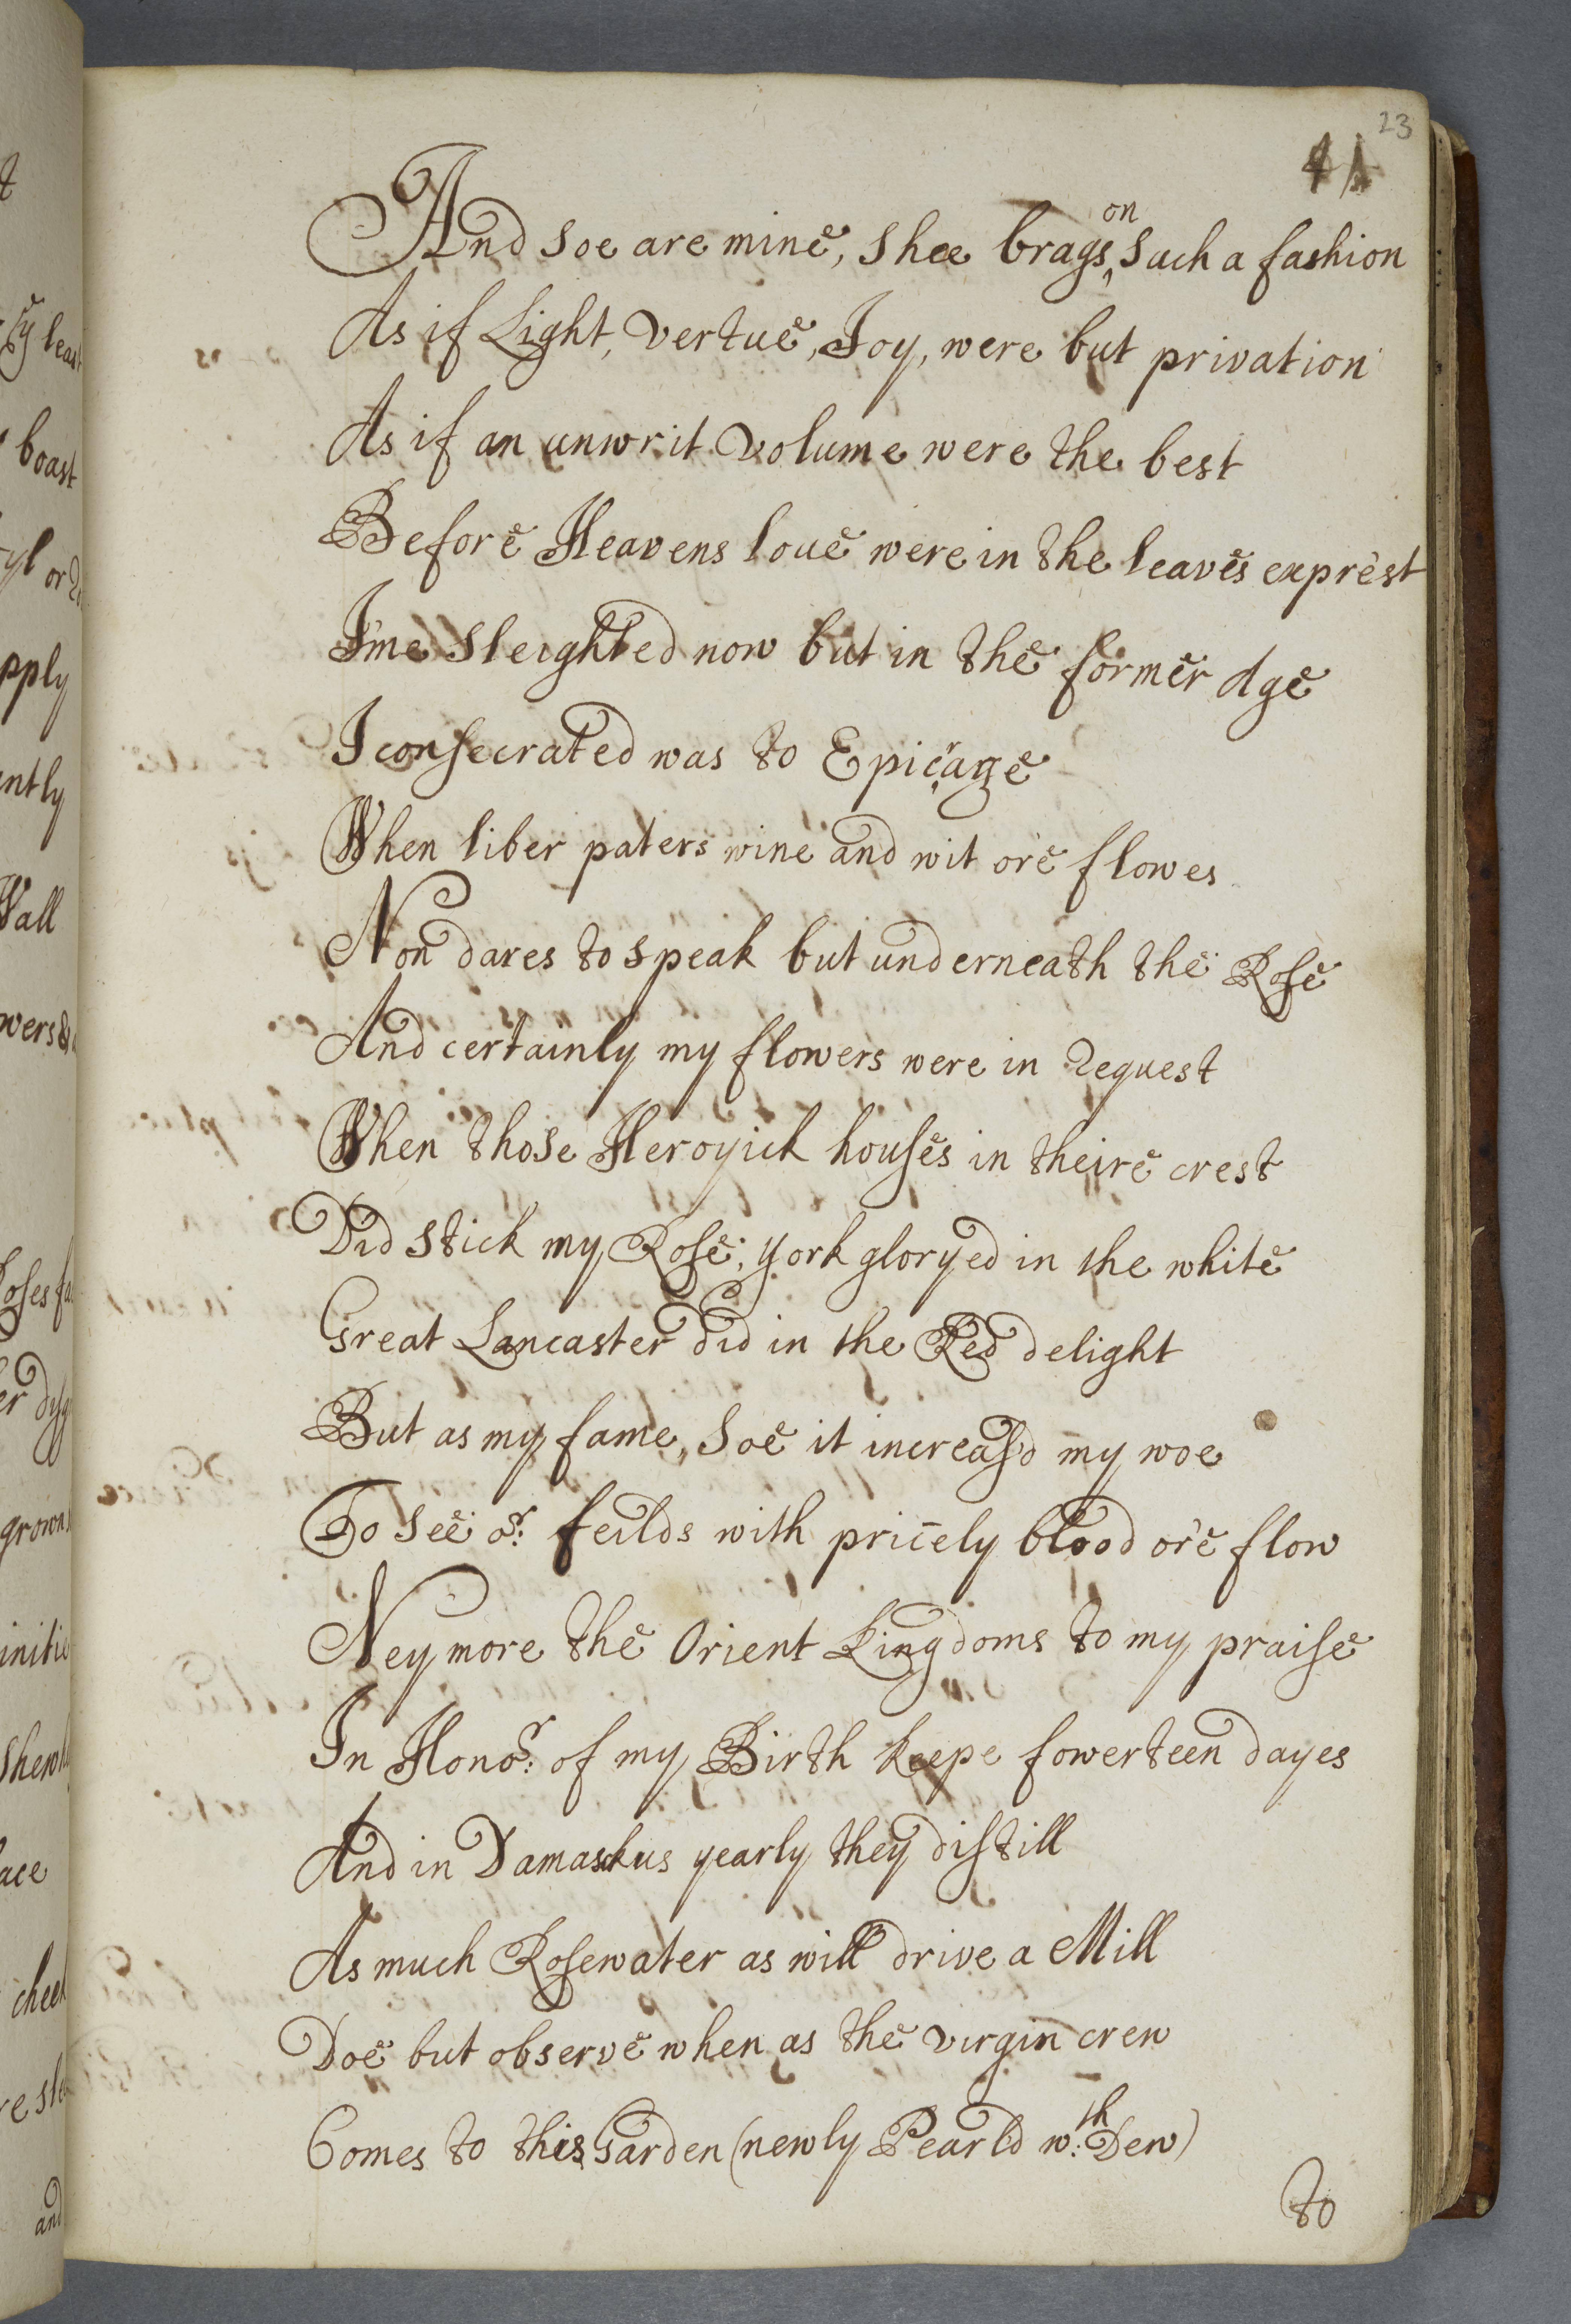 23
41
And soe are mine, shee brags on such a fashion
As if Light, Vertue, Joy, were but privation
As if an unwrit Volume were the best
Before Heavens loue were in the leaves exprest
I'me sleighted now but in the former Age
I consecrated was to
When liber paters wine and wit ore flowes
Non dares to speak but underneath the Rose
And certainly my flowers were in Request
When those Heroyick houses in theire crest
Did stick my Rose; York gloryed in the white
Great Lancaster did in the Red delight
But as my fame, Soe it increas'd my woe
To see or: feilds with pricely blood o're flow
Ney more the Orient Kingdoms to my praise
In Honor: of my Birth keepe fowerteen dayes
And in Damaskus yearly they distill
As much Rosewater as will drive a Mill
Doe but observe when as the virgin crew
Comes to this Garden (newly Pearld wth: Dew)
to